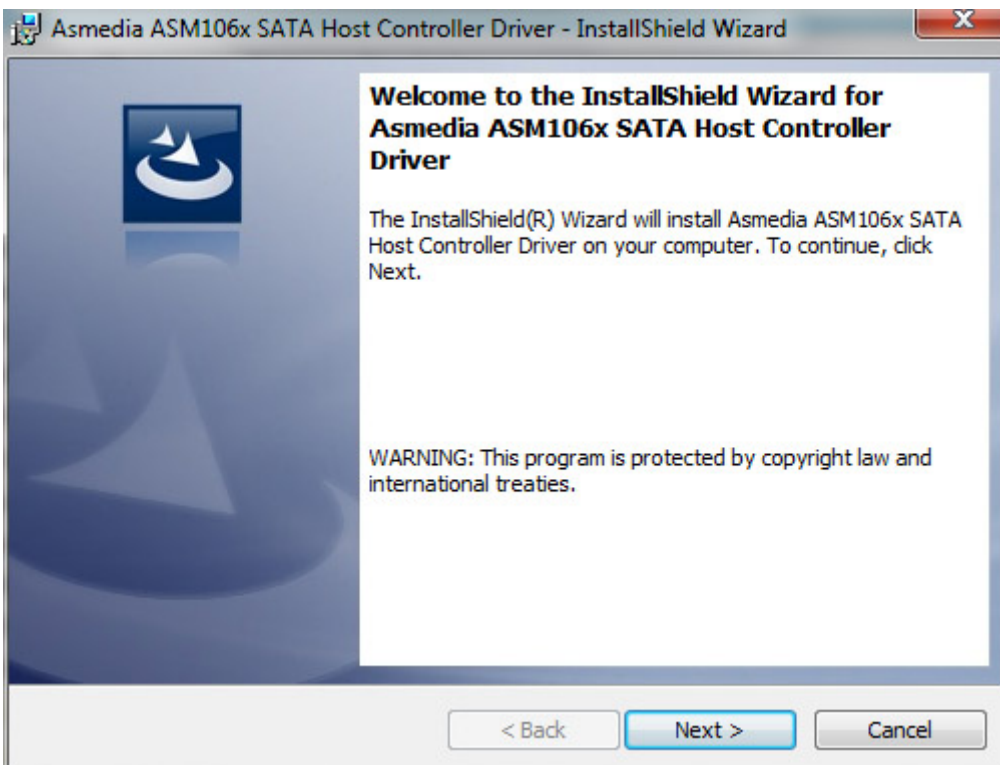 Asmedia ASM106x SATA Host Controller Driver - InstallShield Wizard
Welcome to the InstallShield Wizard for
Asmedia ASM106x SATA Host Controller
Driver
The InstallShield(R) Wizard will install Asmedia ASM106x SATA
Host Controller Driver on your computer. To continue, click
Next.
WARNING: This program is protected by copyright law and
international treaties.
< Back Next > Cancel